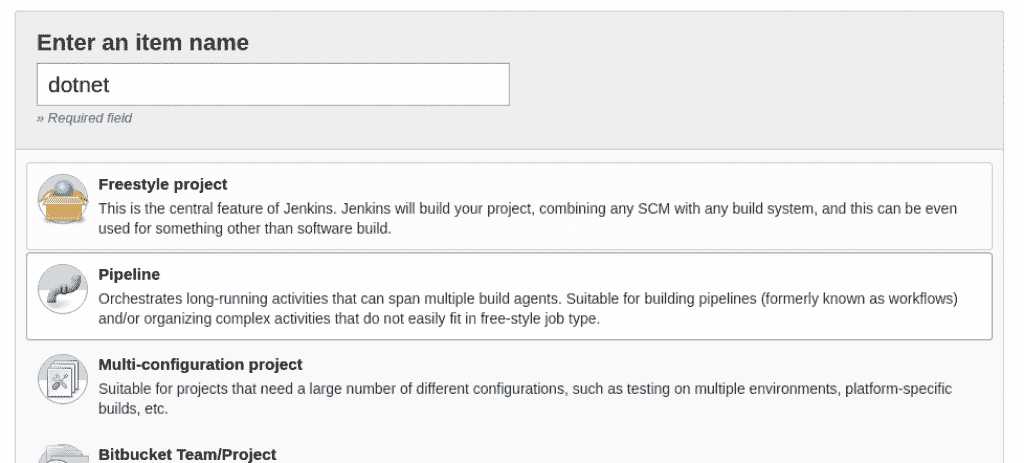 Enter an item name
dotnet
» Required field
Freestyle project
This is the central feature of Jenkins. Jenkins will build your project, combining any SCM with any build system, and this can be even
used for something other than software build.
Pipeline
Orchestrates long-running activities that can span multiple build agents. Suitable for building pipelines (formerly known as workflows)
and/or organizing complex activities that do not easily fit in free-style job type.
Multi-configuration project
Suitable for projects that need a large number of different configurations, such as testing on multiple environments, platform-specific
builds, etc.
Bitbucket Team/Project